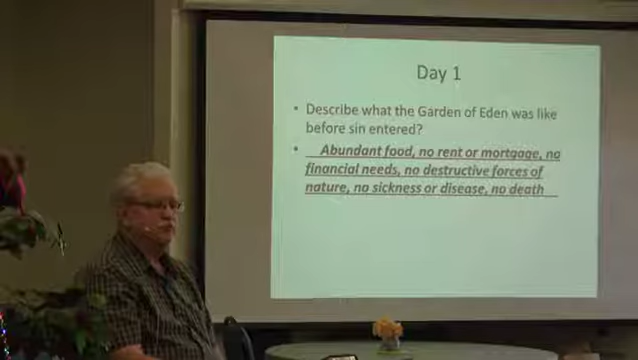 Day 1
• Describe what the Garden of Eden was like
before sin entered?
• Abundant food, no rent or mortgage, no
financial needs, no destructive forces of
nature, no sickness or disease, no death